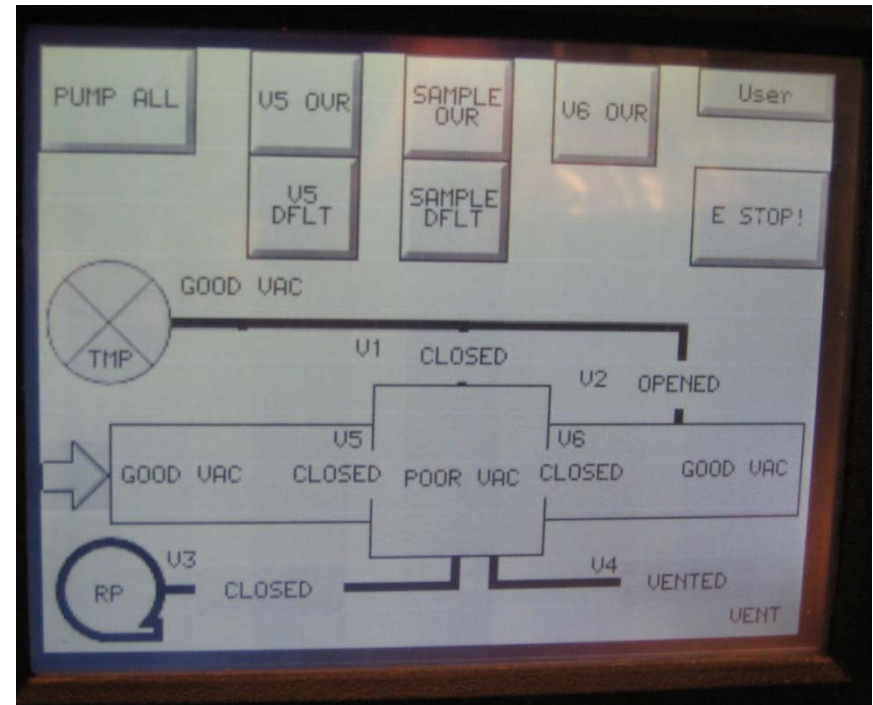 PUMP ALL
V5 OVR
SAMPLE
OVR
V6 OVR
User
V5
DFLT
SAMPLE
DFLT
E STOP!
GOOD VAC
TMP
V1
CLOSED
V2
OPENED
V5
V6
GOOD VAC
CLOSED
POOR VAC
CLOSED
GOOD VAC
V3
V4
RP
CLOSED
VENTED
VENT